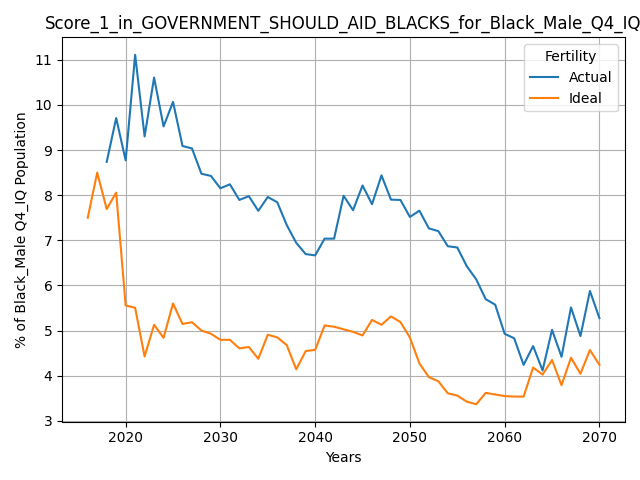 Score_1_in_GOVERNMENT_SHOULD_AID_BLACKS_for_Black_Male_Q4_IQ
Fertility
Actual
Ideal
% of Black_Male Q4_IQ Population
11
10
9
8
7
6
5
4
3
2020 2030 2040 2050 2060 2070
Years